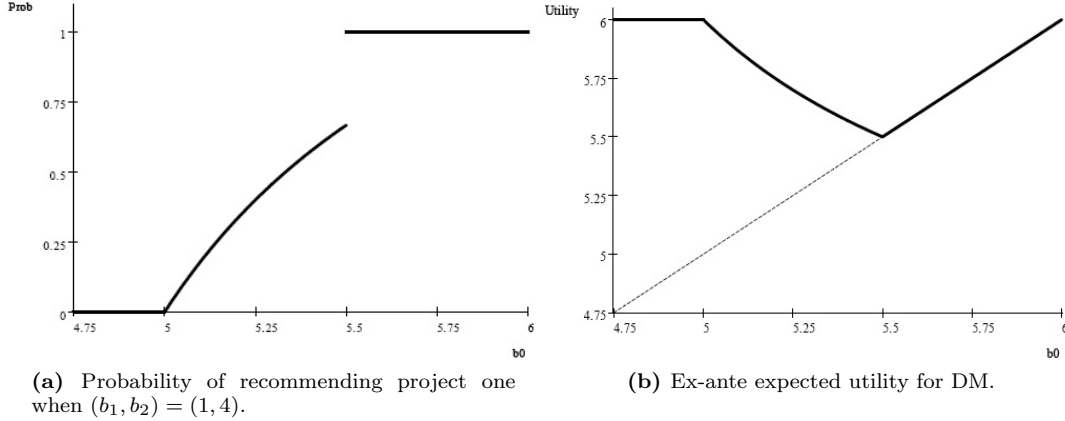 Prob
1
0.75
0.5
0.25
0
4.75 5 5.25 5.5 5.75 6
b0
(a) Probability of recommending project one
when (b₁, b₂) = (1, 4).
Utility
6
5.75
5.5
5.25
5
4.75
4.75 5 5.25 5.5 5.75 6
b0
(b) Ex-ante expected utility for DM.